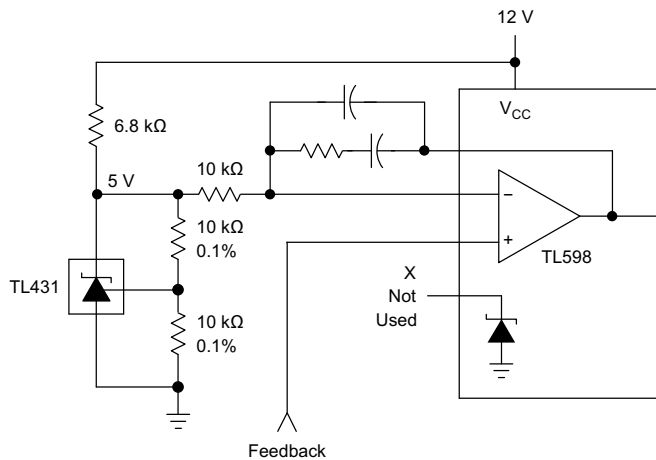 12 V
V_CC
6.8 kΩ
5 V
10 kΩ
10 kΩ
0.1%
TL431
10 kΩ
0.1%
−
+
TL598
X
Not
Used
Feedback